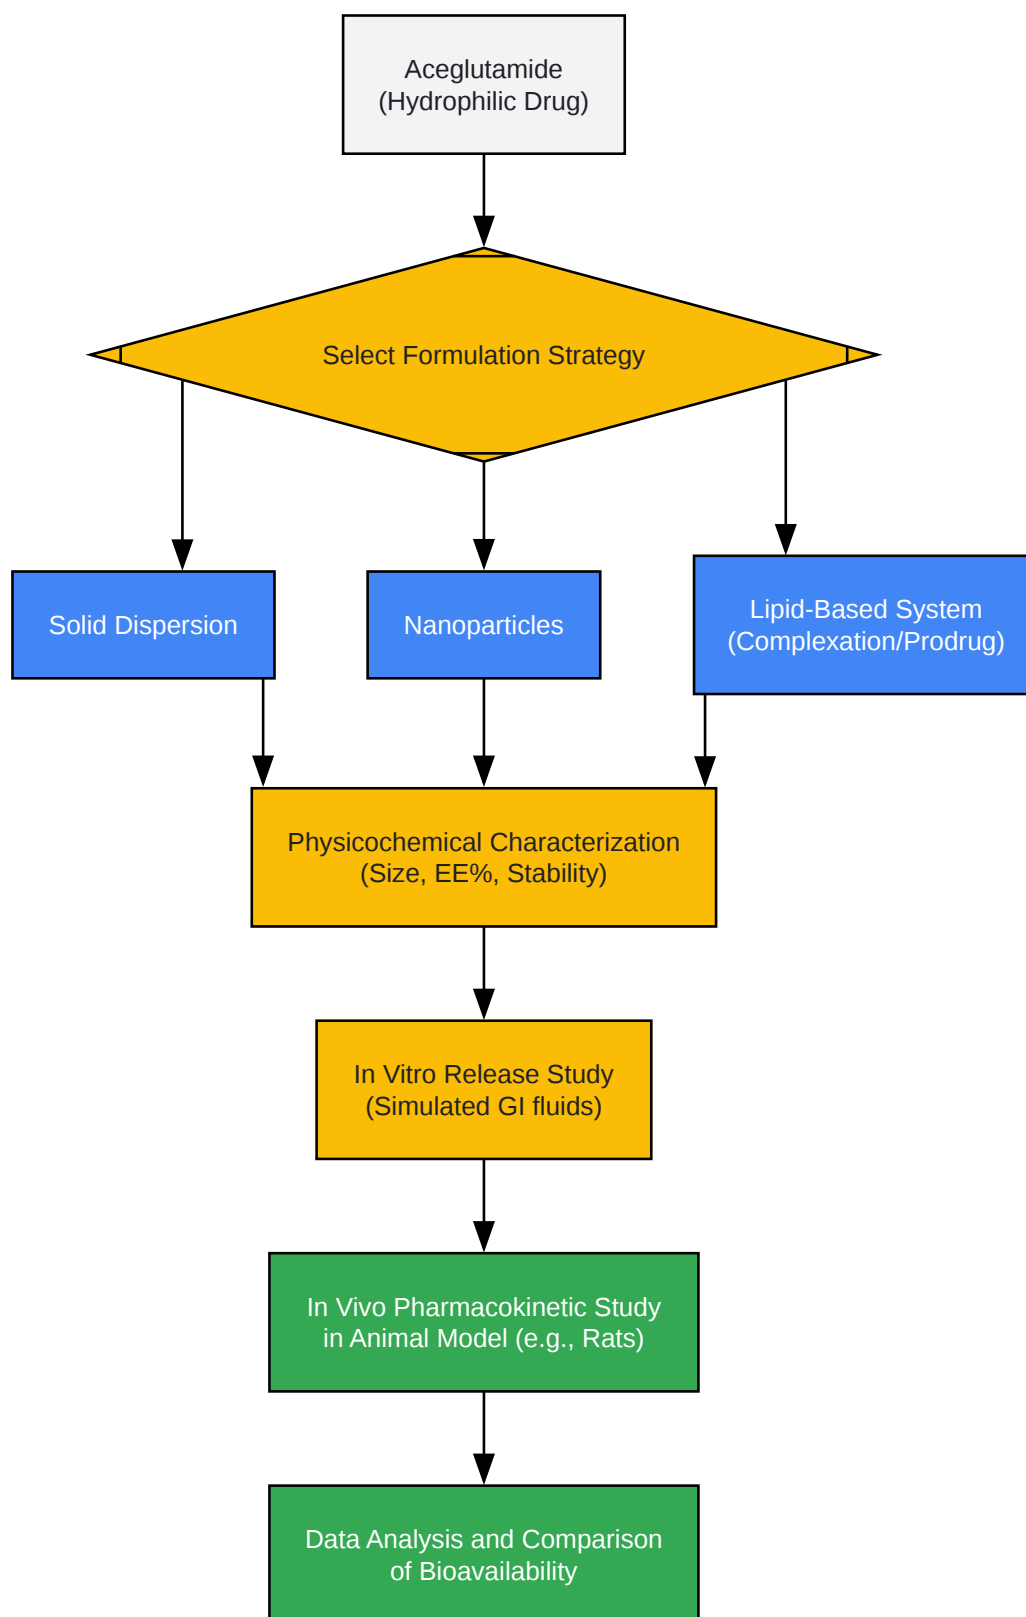 Aceglutamide
(Hydrophilic Drug)
Select Formulation Strategy
Solid Dispersion
Nanoparticles
Lipid-Based System
(Complexation/Prodrug)
Physicochemical Characterization
(Size, EE%, Stability)
In Vitro Release Study
(Simulated GI fluids)
In Vivo Pharmacokinetic Study
in Animal Model (e.g., Rats)
Data Analysis and Comparison
of Bioavailability